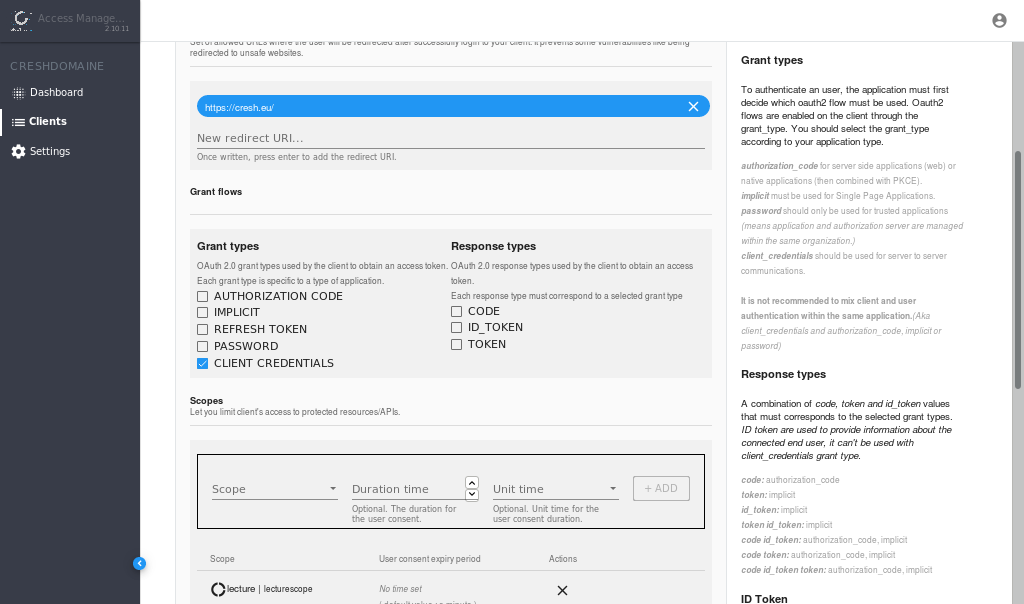 Access Manage...
2.10.11
CRESHDOMAINE
Dashboard
Clients
Settings
Set of allowed URLs where the user will be redirected after successfully login to your client. It prevents some vulnerabilities like being
redirected to unsafe websites.
https://cresh.eu/
New redirect URI...
Once written, press enter to add the redirect URI.
Grant flows
Grant types
OAuth 2.0 grant types used by the client to obtain an access token.
Each grant type is specific to a type of application.
AUTHORIZATION CODE
IMPLICIT
REFRESH TOKEN
PASSWORD
CLIENT CREDENTIALS
Response types
OAuth 2.0 response types used by the client to obtain an access
token.
Each response type must correspond to a selected grant type
CODE
ID_TOKEN
TOKEN
Scopes
Let you limit client's access to protected resources/APIs.
Scope
Duration time
Optional. The duration for
the user consent.
Unit time
Optional. Unit time for the
user consent duration.
+ ADD
Scope User consent expiry period Actions
lecture | lecturescope No time set
Grant types
To authenticate an user, the application must first
decide which oauth2 flow must be used. Oauth2
flows are enabled on the client through the
grant_type. You should select the grant_type
according to your application type.
authorization_code for server side applications (web) or
native applications (then combined with PKCE).
implicit must be used for Single Page Applications.
password should only be used for trusted applications
(means application and authorization server are managed
within the same organization.)
client_credentials should be used for server to server
communications.
It is not recommended to mix client and user
authentication within the same application.(Aka
client_credentials and authorization_code, implicit or
password)
Response types
A combination of code, token and id_token values
that must corresponds to the selected grant types.
ID token are used to provide information about the
connected end user, it can't be used with
client_credentials grant type.
code: authorization_code
token: implicit
id_token: implicit
token id_token: implicit
code id_token: authorization_code, implicit
code token: authorization_code, implicit
code id_token token: authorization_code, implicit
ID Token